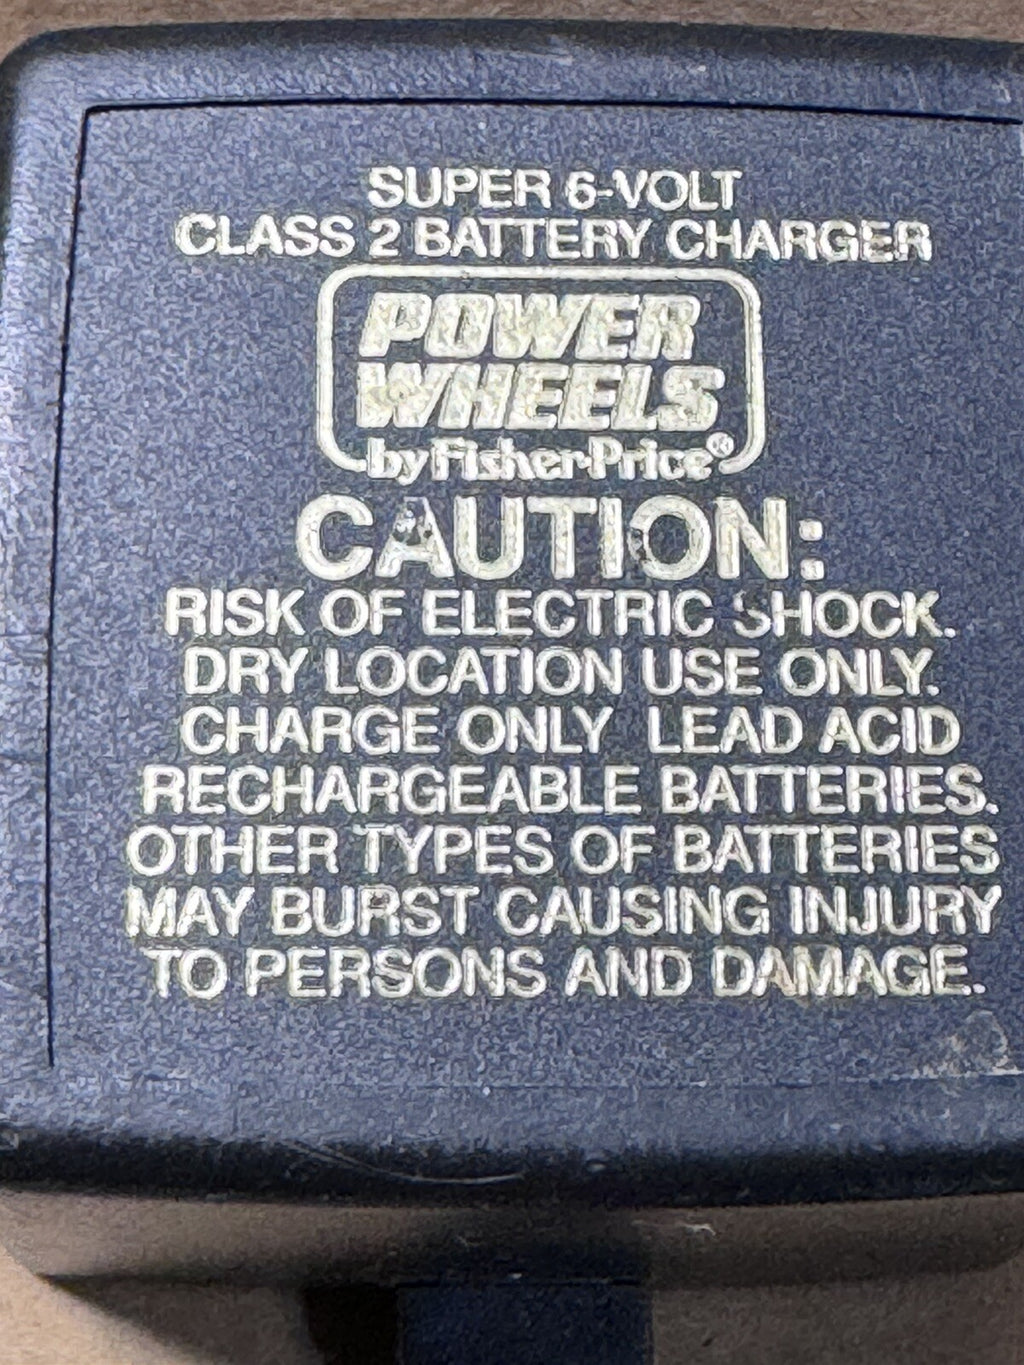 SUPER 6-VOLT
CLASS 2 BATTERY CHARGER
POWER
WHEELS
by Fisher-Price®
CAUTION:
RISK OF ELECTRIC SHOCK.
DRY LOCATION USE ONLY.
CHARGE ONLY LEAD ACID
RECHARGEABLE BATTERIES.
OTHER TYPES OF BATTERIES
MAY BURST CAUSING INJURY
TO PERSONS AND DAMAGE.